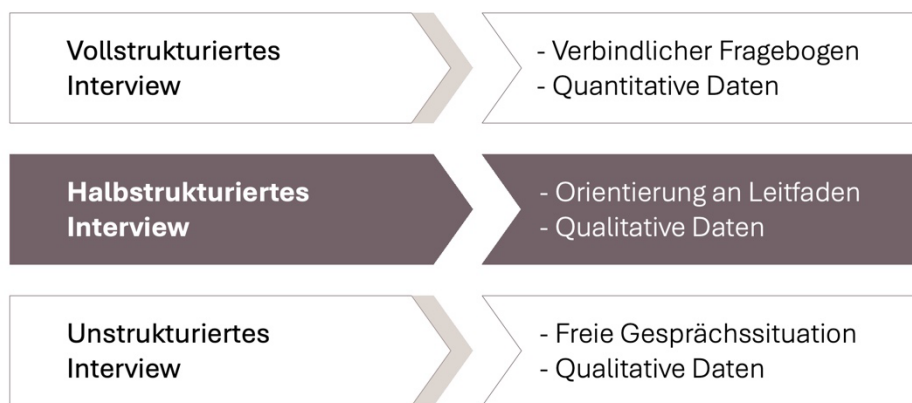 Vollstrukturiertes
Interview
- Verbindlicher Fragebogen
- Quantitative Daten
Halbstrukturiertes
Interview
- Orientierung an Leitfaden
- Qualitative Daten
Unstrukturiertes
Interview
- Freie Gesprächssituation
- Qualitative Daten